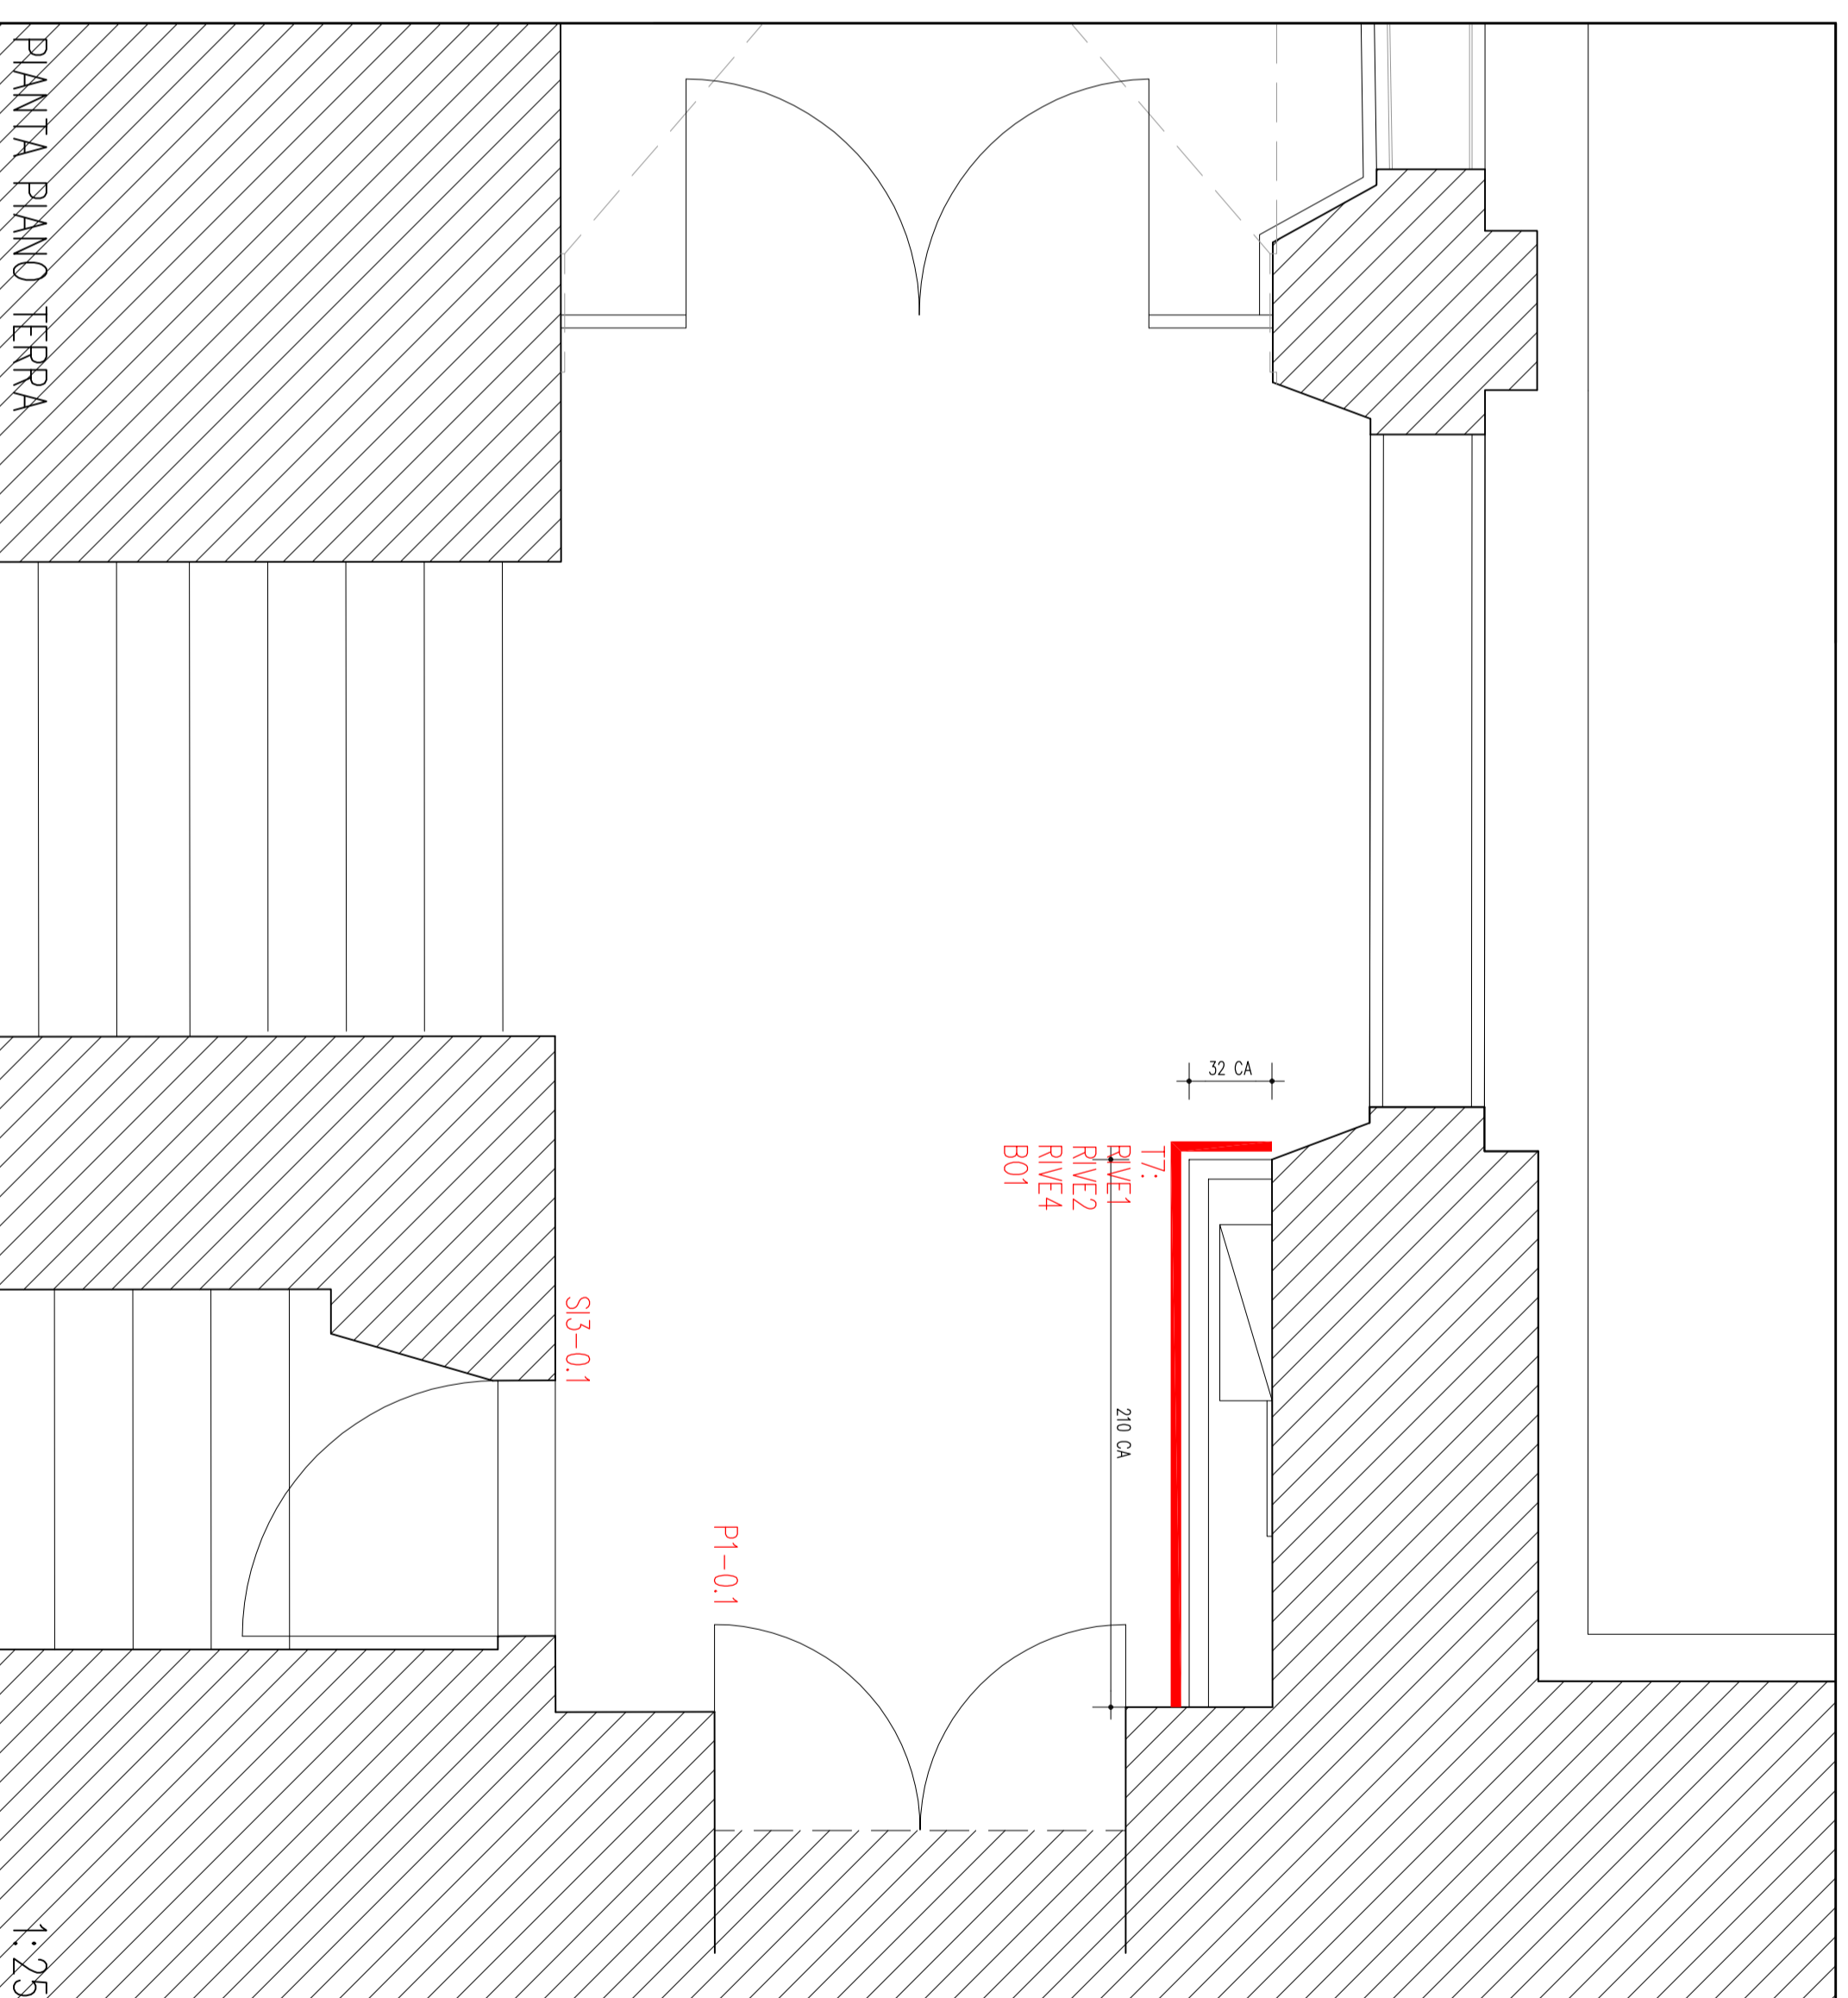 PIANTA PIANO TERRA
1:25
32 CA
T7:
RIVE1
RIVE2
RIVE4
B01
210 CA
SI3-0.1
P1-0.1